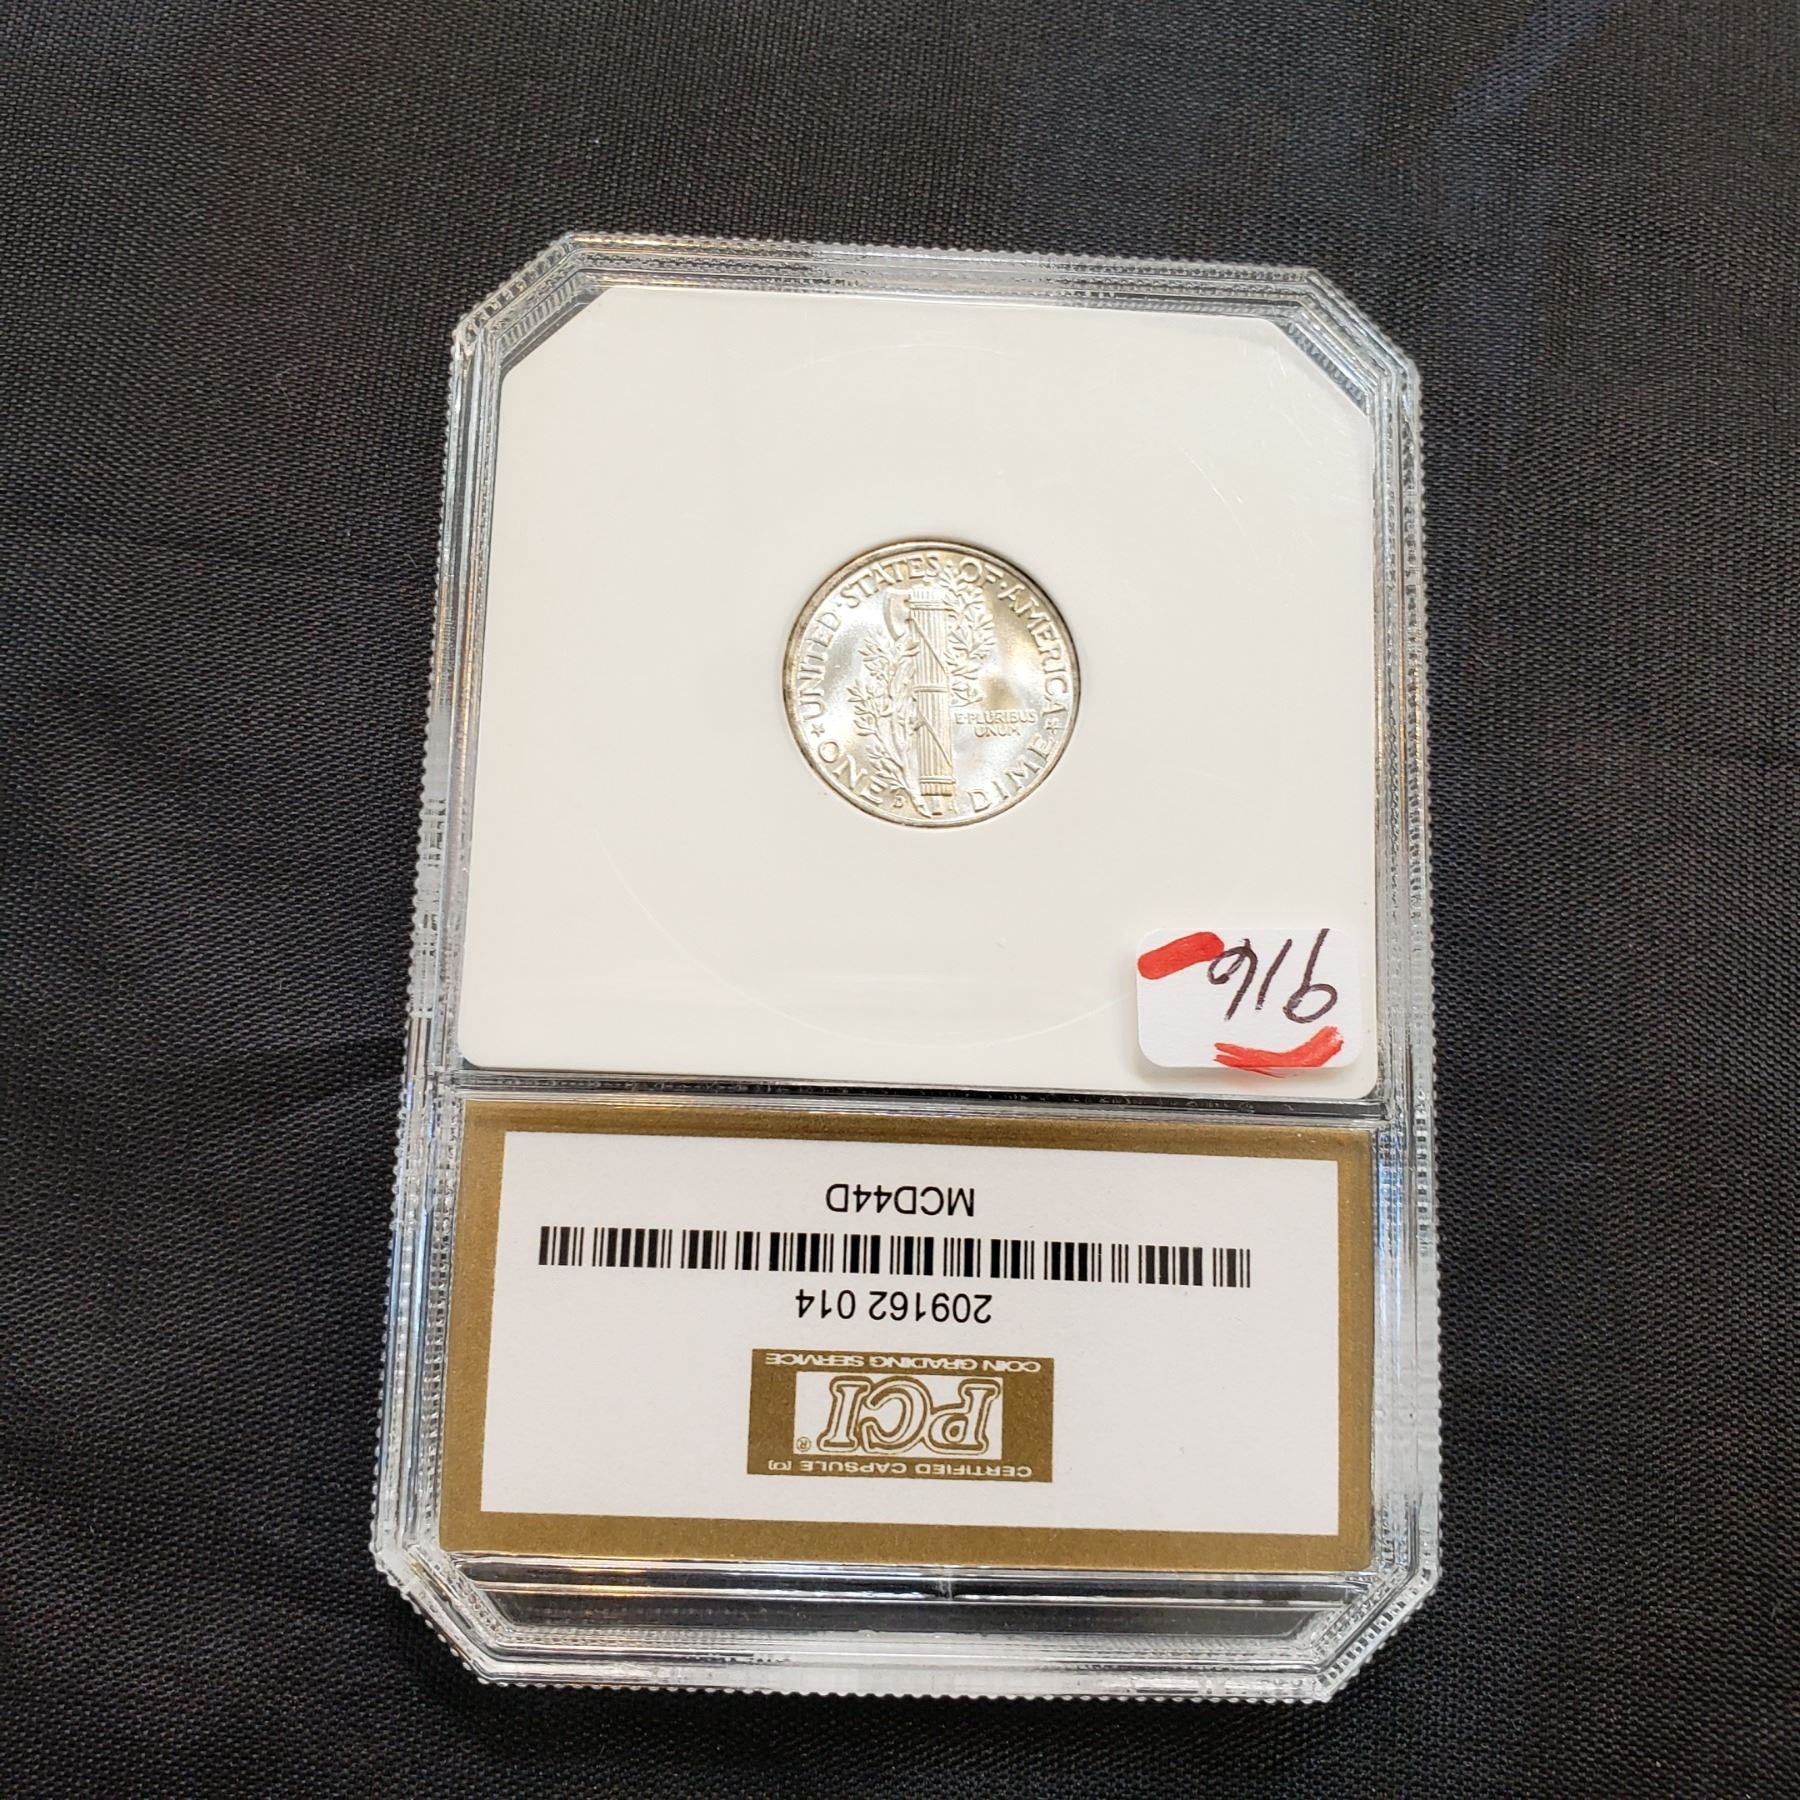 UNITED·STATES·OF·AMERICA
E·PLURIBUS
UNUM
ONE DIME
D
916
CERTIFIED CAPSULE (O)
PCI®
COIN GRADING SERVICE
209162 014
MCD44D